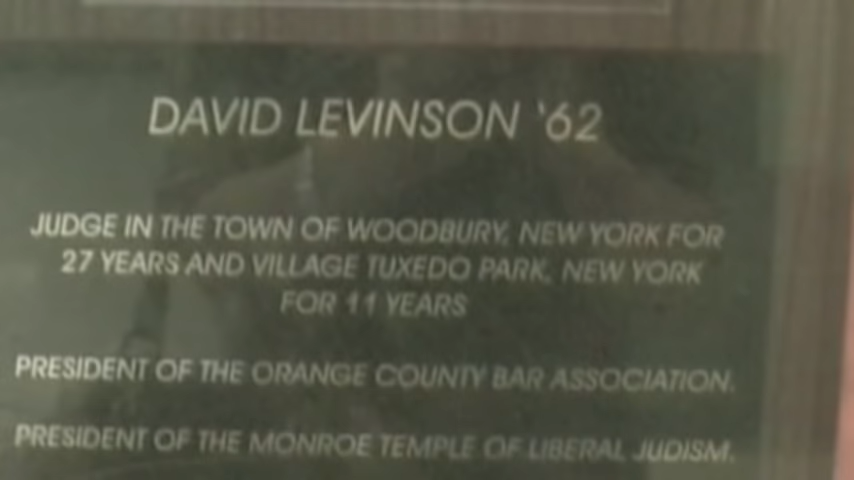 DAVID LEVINSON '62
JUDGE IN THE TOWN OF WOODBURY, NEW YORK FOR
27 YEARS AND VILLAGE TUXEDO PARK, NEW YORK
FOR 11 YEARS
PRESIDENT OF THE ORANGE COUNTY BAR ASSOCIATION.
PRESIDENT OF THE MONROE TEMPLE OF LIBERAL JUDISM.